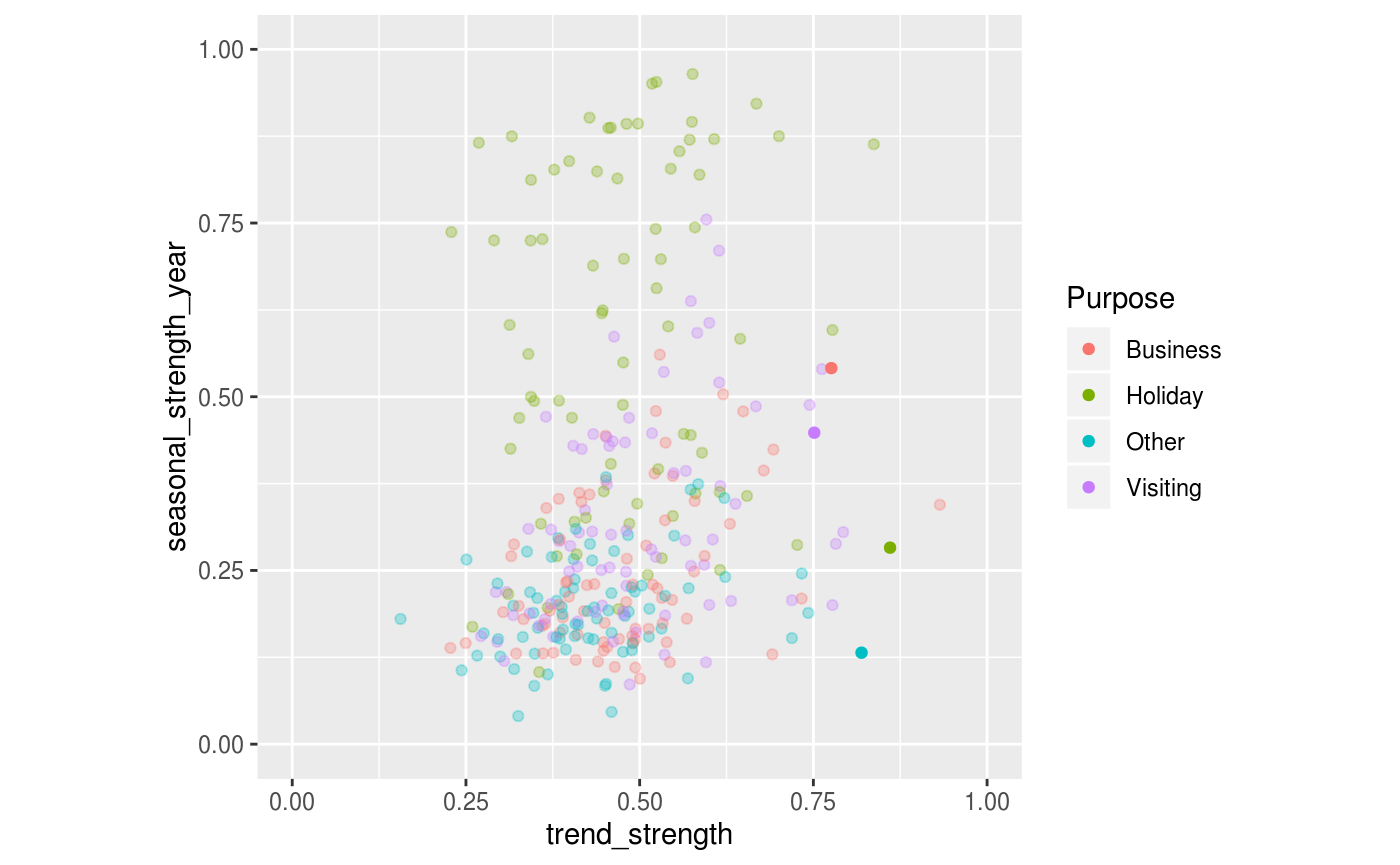 1.00
0.75
0.50
0.25
0.00
seasonal_strength_year
0.00 0.25 0.50 0.75 1.00
trend_strength
Purpose
Business
Holiday
Other
Visiting